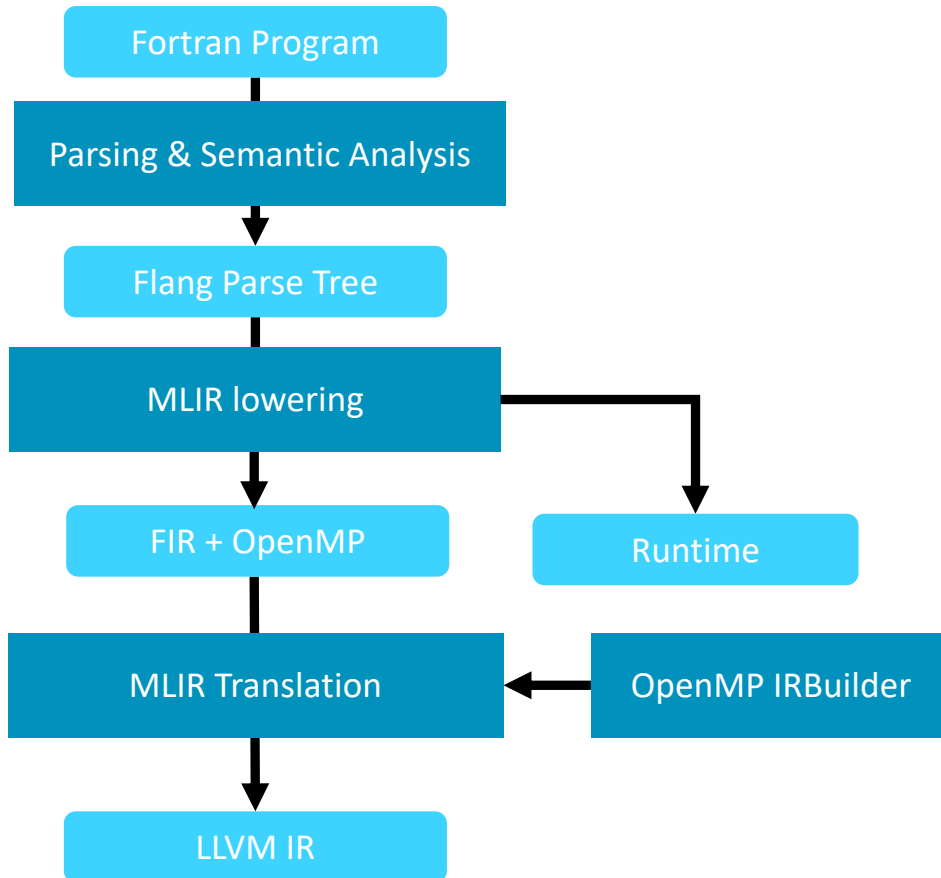 Fortran Program
Parsing & Semantic Analysis
Flang Parse Tree
MLIR lowering
FIR + OpenMP
Runtime
MLIR Translation
OpenMP IRBuilder
LLVM IR